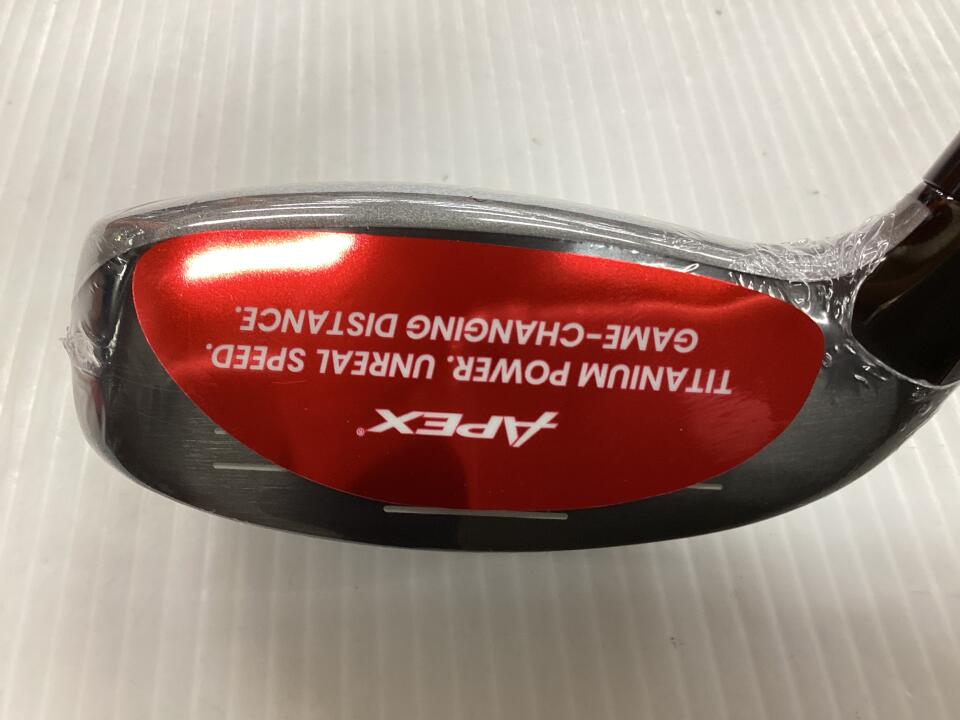 APEX®
TITANIUM POWER. UNREAL SPEED.
GAME-CHANGING DISTANCE.